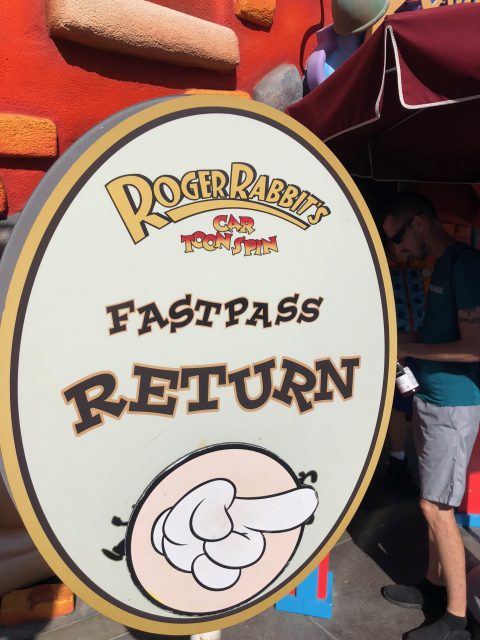 ROGER RABBIT'S
CAR
TOON SPIN
FASTPASS
RETURN